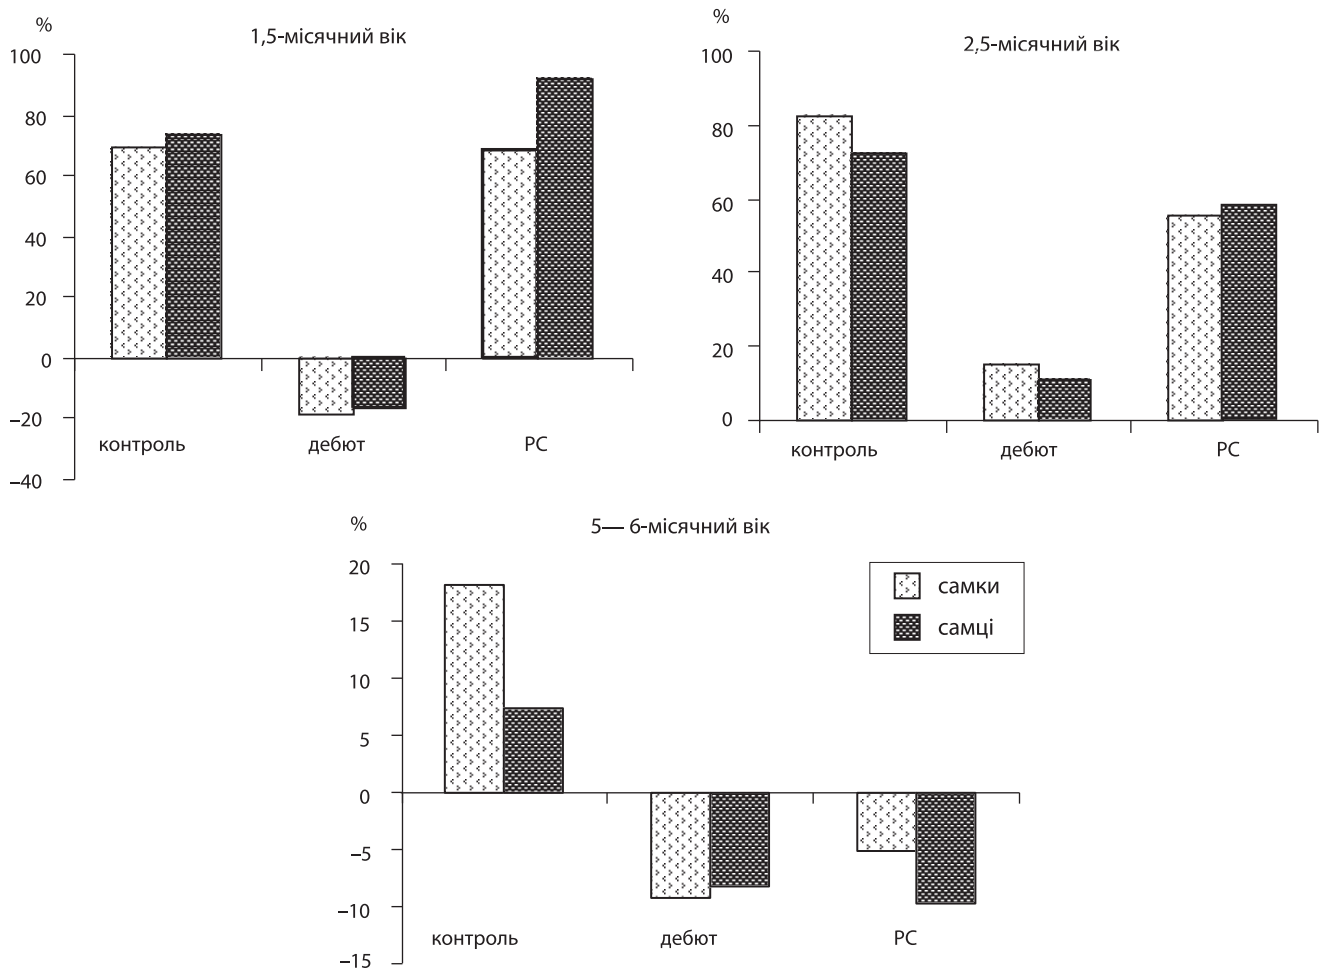 %
1,5-місячний вік
100
80
60
40
20
0
–20
–40
контроль
дебют
РС
%
2,5-місячний вік
100
80
60
40
20
0
контроль
дебют
РС
%
5— 6-місячний вік
20
15
10
5
0
–5
–10
–15
контроль
дебют
РС
самки
самці